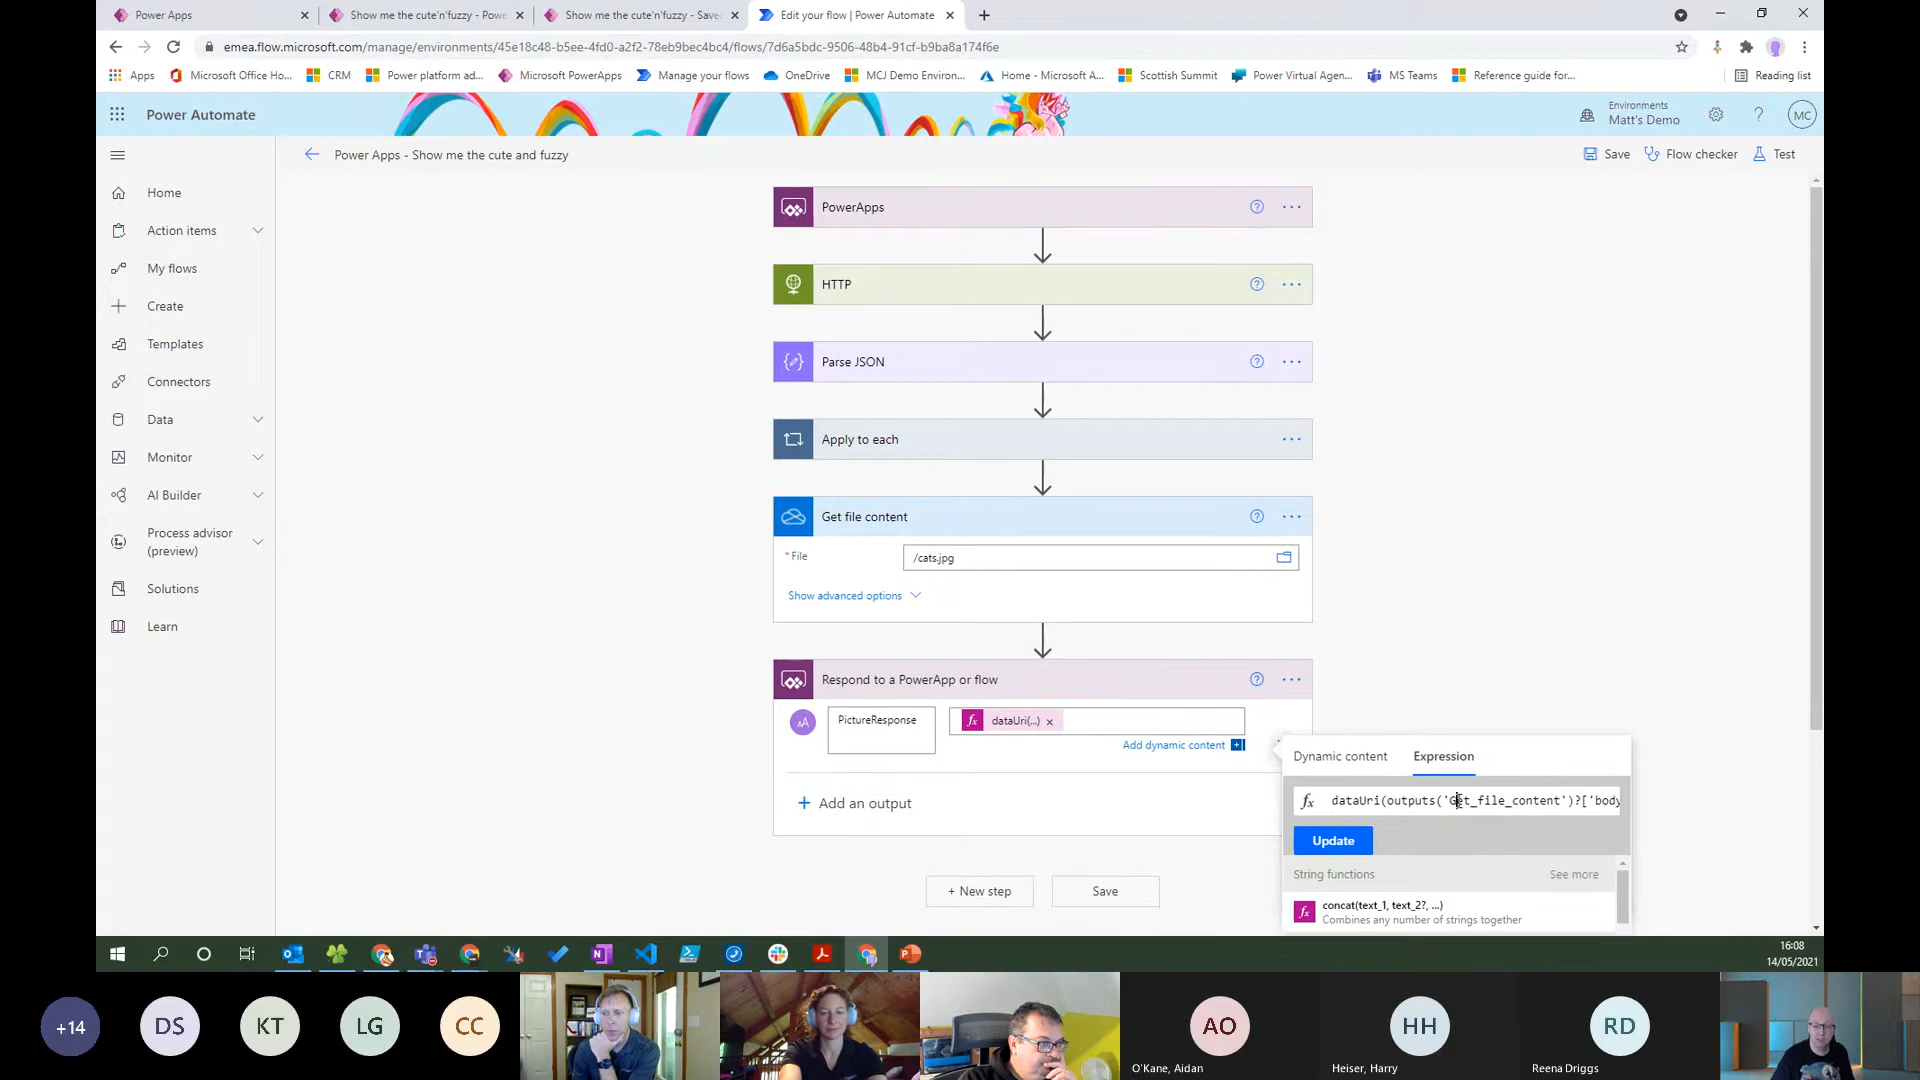 Power Apps
Show me the cute'n'fuzzy - Powe
Show me the cute'n'fuzzy - Save
Edit your flow | Power Automate
emea.flow.microsoft.com/manage/environments/45e18c48-b5ee-4fd0-a2f2-78eb9bec4bc4/flows/7d6a5bdc-9506-48b4-91cf-b9ba8a174f6e
Apps
Microsoft Office Ho...
CRM
Power platform ad...
Microsoft PowerApps
Manage your flows
OneDrive
MCJ Demo Environ...
Home - Microsoft A...
Scottish Summit
Power Virtual Agen...
MS Teams
Reference guide for...
Reading list
Power Automate
Environments
Matt's Demo
MC
Power Apps - Show me the cute and fuzzy
Save
Flow checker
Test
Home
Action items
My flows
Create
Templates
Connectors
Data
Monitor
AI Builder
Process advisor
(preview)
Solutions
Learn
PowerApps
HTTP
Parse JSON
Apply to each
Get file content
* File
/cats.jpg
Show advanced options
Respond to a PowerApp or flow
AA
PictureResponse
fx dataUri(...) ×
Add dynamic content
+ Add an output
+ New step
Save
Dynamic content
Expression
fx dataUri(outputs('Get_file_content')?['body
Update
String functions
See more
fx concat(text_1, text_2?, ...)
Combines any number of strings together
16:08
14/05/2021
+14
DS
KT
LG
CC
AO
HH
RD
O'Kane, Aidan
Heiser, Harry
Reena Driggs